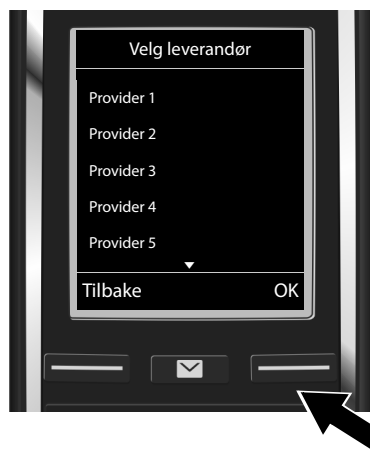 Velg leverandør
Provider 1
Provider 2
Provider 3
Provider 4
Provider 5
Tilbake OK